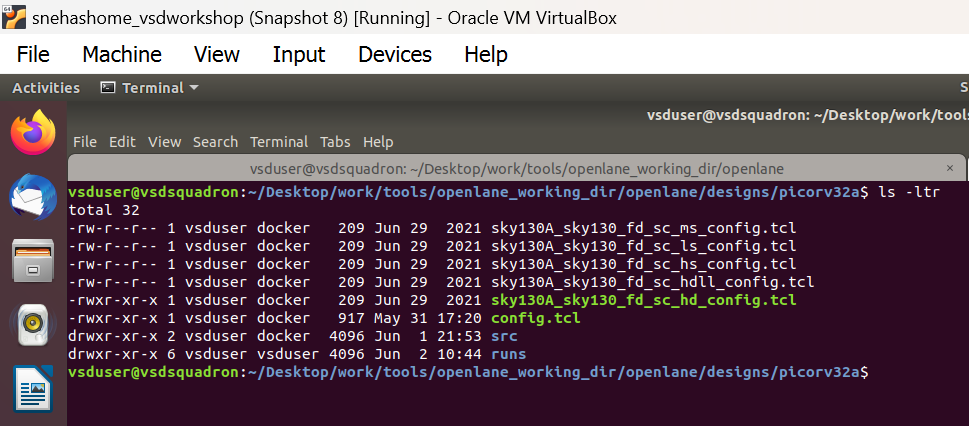 snehashome_vsdworkshop (Snapshot 8) [Running] - Oracle VM VirtualBox
File Machine View Input Devices Help
Activities Terminal
vsduser@vsdsquadron: ~/Desktop/work/tools
File Edit View Search Terminal Tabs Help
vsduser@vsdsquadron: ~/Desktop/work/tools/openlane_working_dir/openlane ×
vsduser@vsdsquadron:~/Desktop/work/tools/openlane_working_dir/openlane/designs/picorv32a$ ls -ltr
total 32
-rw-r--r-- 1 vsduser docker   209 Jun 29  2021 sky130A_sky130_fd_sc_ms_config.tcl
-rw-r--r-- 1 vsduser docker   209 Jun 29  2021 sky130A_sky130_fd_sc_ls_config.tcl
-rw-r--r-- 1 vsduser docker   209 Jun 29  2021 sky130A_sky130_fd_sc_hs_config.tcl
-rw-r--r-- 1 vsduser docker   209 Jun 29  2021 sky130A_sky130_fd_sc_hdll_config.tcl
-rwxr-xr-x 1 vsduser docker   209 Jun 29  2021 sky130A_sky130_fd_sc_hd_config.tcl
-rwxr-xr-x 1 vsduser docker   917 May 31 17:20 config.tcl
drwxr-xr-x 2 vsduser docker  4096 Jun  1 21:53 src
drwxr-xr-x 6 vsduser vsduser 4096 Jun  2 10:44 runs
vsduser@vsdsquadron:~/Desktop/work/tools/openlane_working_dir/openlane/designs/picorv32a$